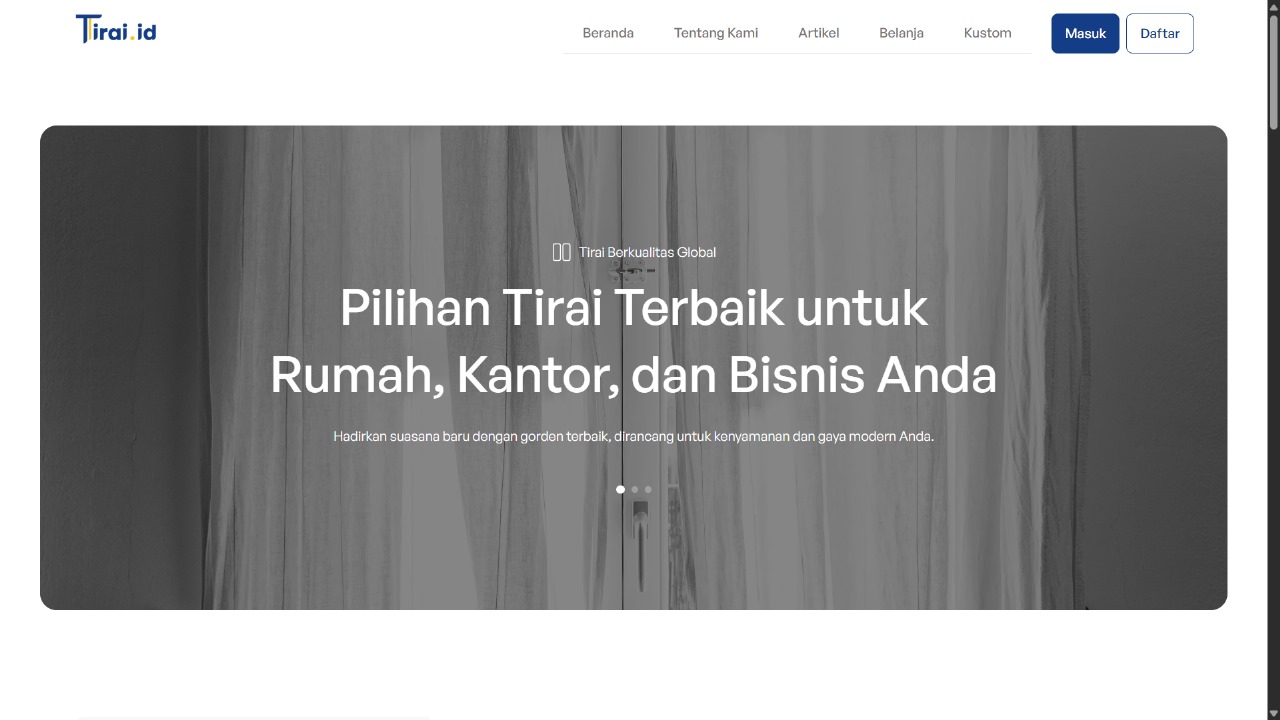 Tirai.id
Beranda Tentang Kami Artikel Belanja Kustom Masuk Daftar
Tirai Berkualitas Global
Pilihan Tirai Terbaik untuk
Rumah, Kantor, dan Bisnis Anda
Hadirkan suasana baru dengan gorden terbaik, dirancang untuk kenyamanan dan gaya modern Anda.